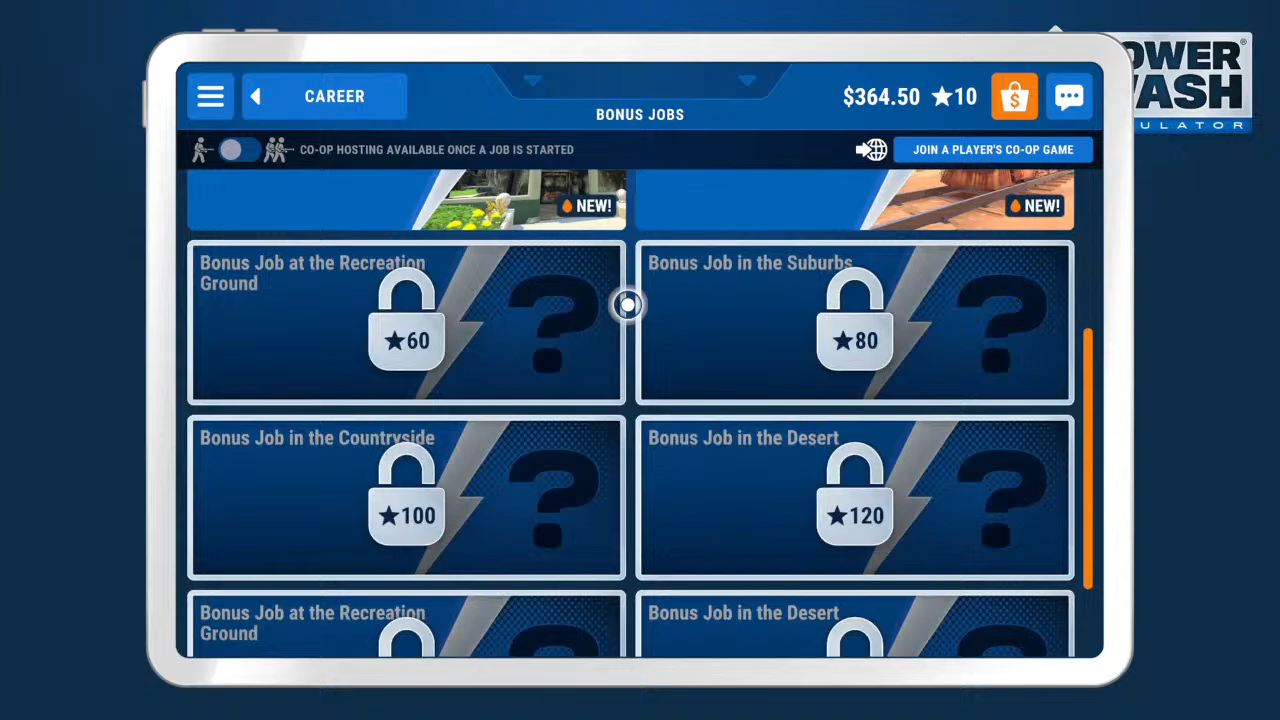 OWER®
CAREER
BONUS JOBS
$364.50 ★10
$
WASH
ULATOR
CO-OP HOSTING AVAILABLE ONCE A JOB IS STARTED
JOIN A PLAYER'S CO-OP GAME
NEW!
NEW!
Bonus Job at the Recreation
Ground
★60
?
Bonus Job in the Suburbs
★80
?
Bonus Job in the Countryside
★100
?
Bonus Job in the Desert
★120
?
Bonus Job at the Recreation
Ground
Bonus Job in the Desert